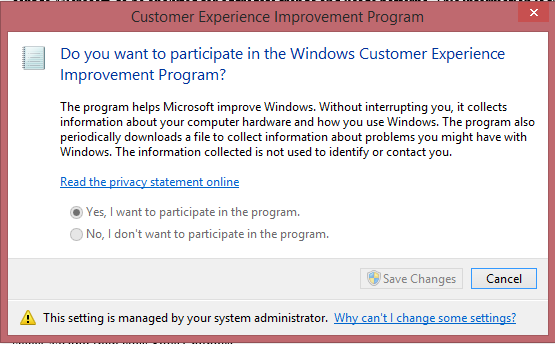 Customer Experience Improvement Program
Do you want to participate in the Windows Customer Experience
Improvement Program?
The program helps Microsoft improve Windows. Without interrupting you, it collects
information about your computer hardware and how you use Windows. The program also
periodically downloads a file to collect information about problems you might have with
Windows. The information collected is not used to identify or contact you.
Read the privacy statement online
Yes, I want to participate in the program.
No, I don't want to participate in the program.
Save Changes Cancel
This setting is managed by your system administrator. Why can't I change some settings?